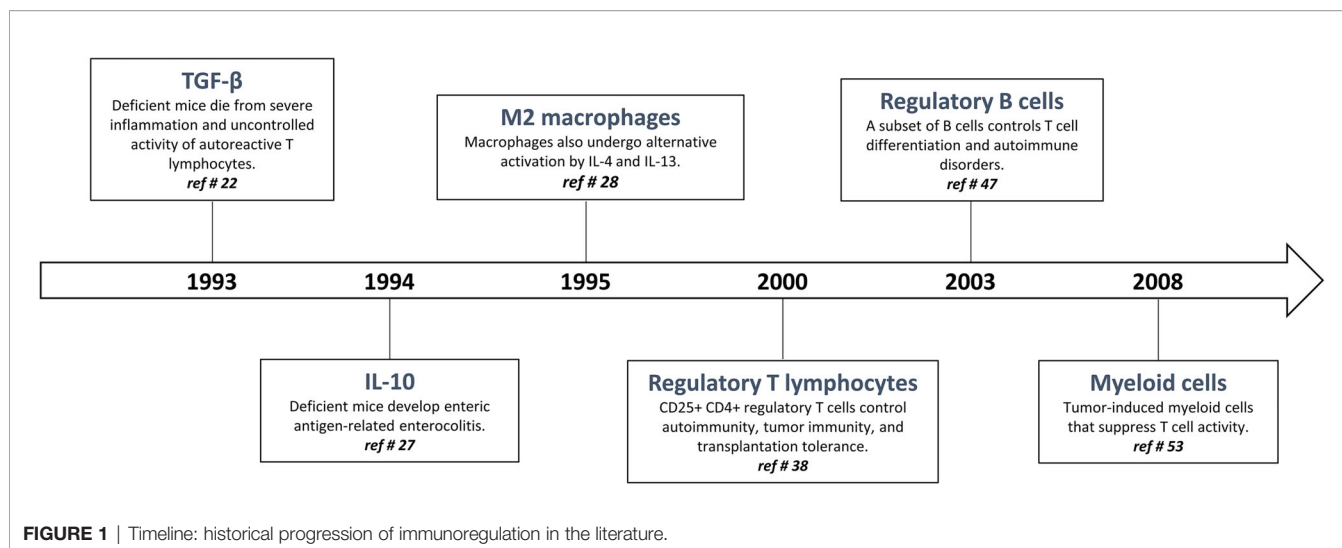 TGF-β
Deficient mice die from severe
inflammation and uncontrolled
activity of autoreactive T
lymphocytes.
ref # 22
M2 macrophages
Macrophages also undergo alternative
activation by IL-4 and IL-13.
ref # 28
Regulatory B cells
A subset of B cells controls T cell
differentiation and autoimmune
disorders.
ref # 47
1993 1994 1995 2000 2003 2008
IL-10
Deficient mice develop enteric
antigen-related enterocolitis.
ref # 27
Regulatory T lymphocytes
CD25+ CD4+ regulatory T cells control
autoimmunity, tumor immunity, and
transplantation tolerance.
ref # 38
Myeloid cells
Tumor-induced myeloid cells
that suppress T cell activity.
ref # 53
FIGURE 1 | Timeline: historical progression of immunoregulation in the literature.